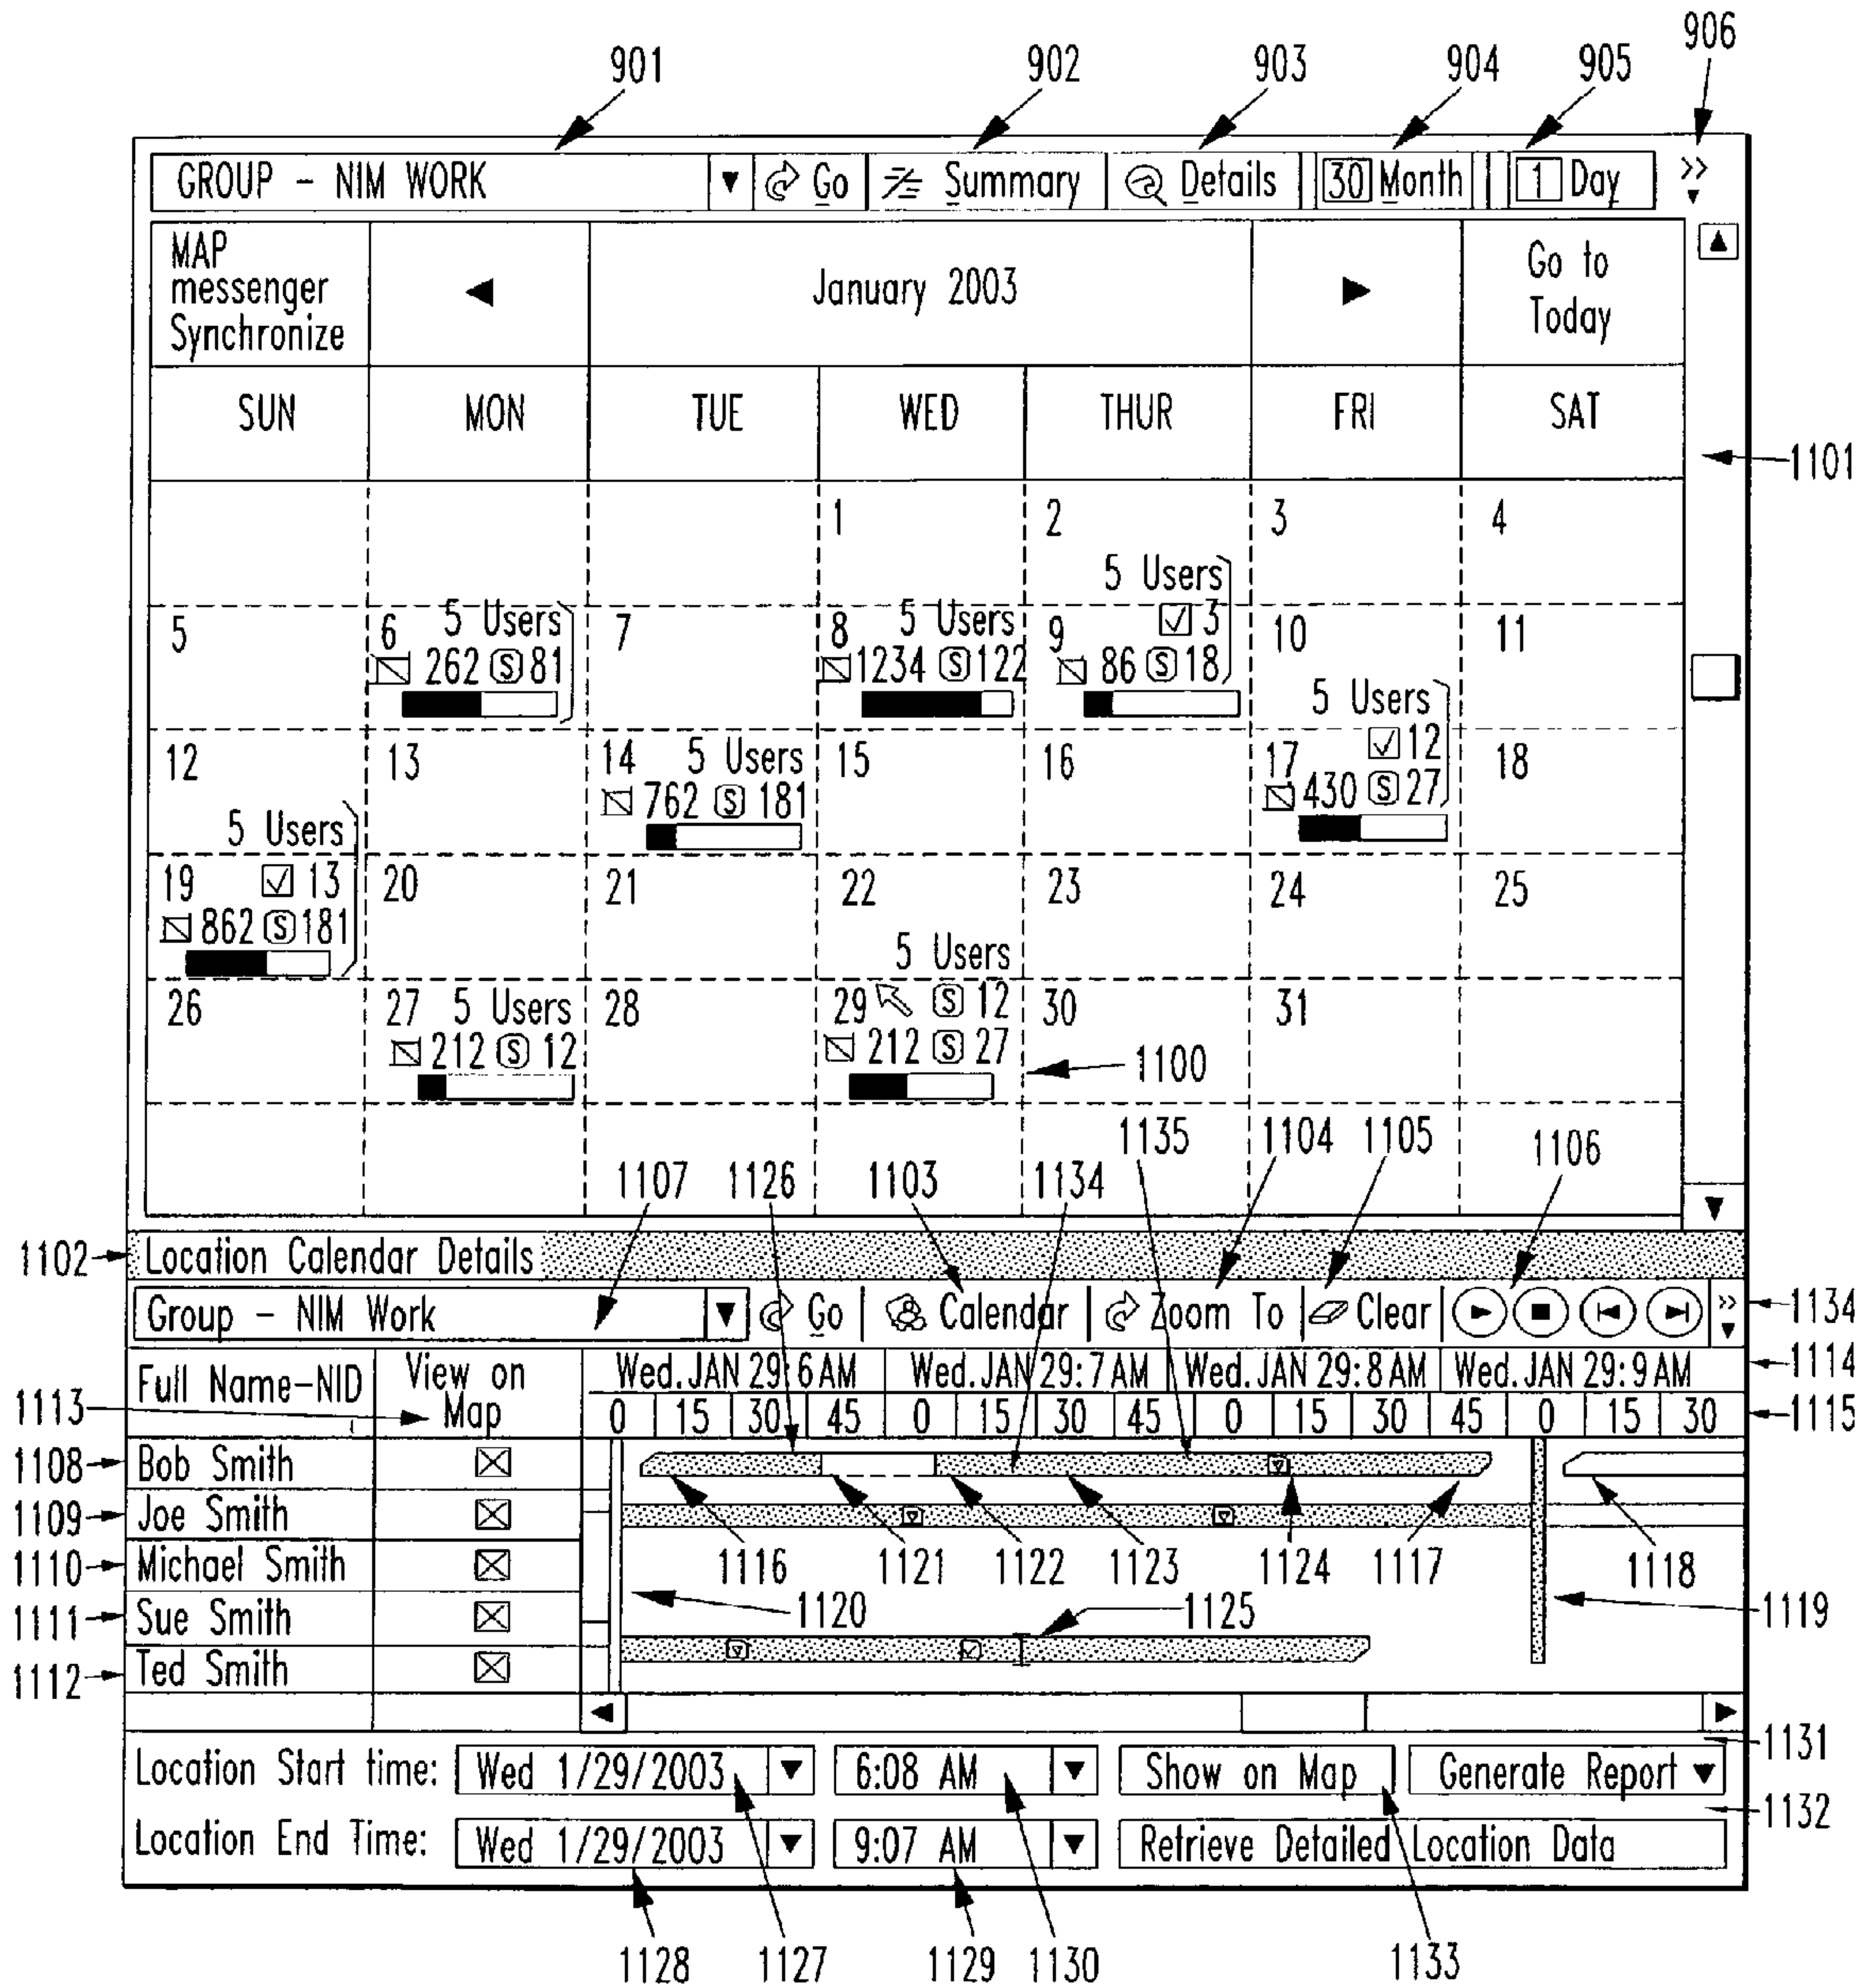 906
901 902 903 904 905
GROUP - NIM WORK Go Summary Details 30 Month 1 Day >>
MAP messenger Synchronize January 2003 Go to Today
SUN MON TUE WED THUR FRI SAT
1101
1 2 3 4
5 Users
5 6 5 Users 7 8 5 Users 9 ☑ 3 10 11
262 S 81 1234 S 122 86 S 18
5 Users
12 13 14 5 Users 15 16 17 ☑ 12 18
762 S 181 430 S 27
5 Users
19 ☑ 13 20 21 22 23 24 25
862 S 181
5 Users
26 27 5 Users 28 29 S 12 30 31
212 S 12 212 S 27
1100
1135 1104 1105 1106
1107 1126 1103 1134
1102 Location Calendar Details
Group - NIM Work Go Calendar Zoom To Clear >> 1134
Full Name-NID View on Map Wed.JAN 29:6AM Wed.JAN 29:7AM Wed.JAN 29:8AM Wed.JAN 29:9AM 1114
1113 0 15 30 45 0 15 30 45 0 15 30 45 0 15 30 1115
1108 Bob Smith
1109 Joe Smith
1110 Michael Smith 1116 1121 1122 1123 1124 1117 1118
1111 Sue Smith 1120 1125 1119
1112 Ted Smith
1131
Location Start time: Wed 1/29/2003 6:08 AM Show on Map Generate Report
1132
Location End Time: Wed 1/29/2003 9:07 AM Retrieve Detailed Location Data
1128 1127 1129 1130 1133